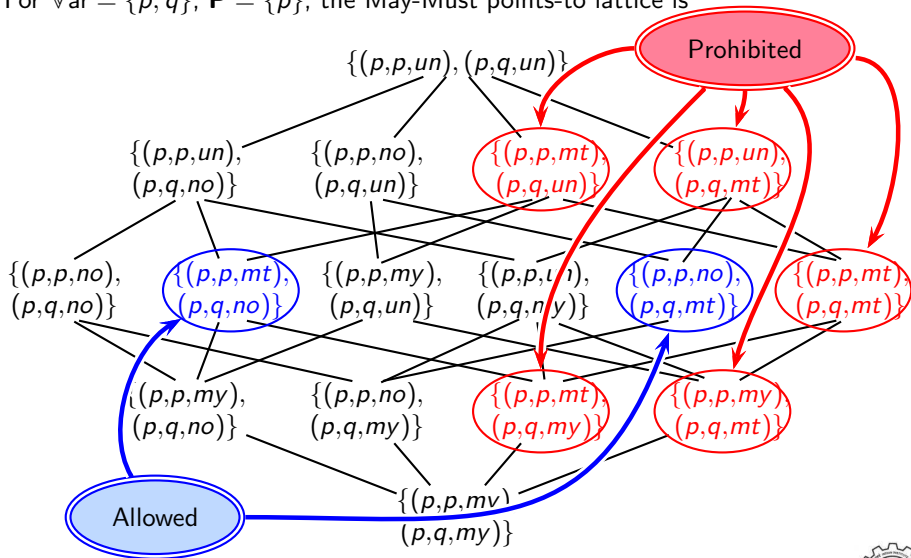 For Var = {p, q}, P = {p}, the May-Must points-to lattice is
Prohibited
{(p,p,un), (p,q,un)}
{(p,p,un),
(p,q,no)}
{(p,p,no),
(p,q,un)}
{(p,p,mt),
(p,q,un)}
{(p,p,un),
(p,q,mt)}
{(p,p,no),
(p,q,no)}
{(p,p,mt),
(p,q,no)}
{(p,p,my),
(p,q,un)}
{(p,p,un),
(p,q,my)}
{(p,p,no),
(p,q,mt)}
{(p,p,mt),
(p,q,mt)}
{(p,p,my),
(p,q,no)}
{(p,p,no),
(p,q,my)}
{(p,p,mt),
(p,q,my)}
{(p,p,my),
(p,q,mt)}
Allowed
{(p,p,my),
(p,q,my)}